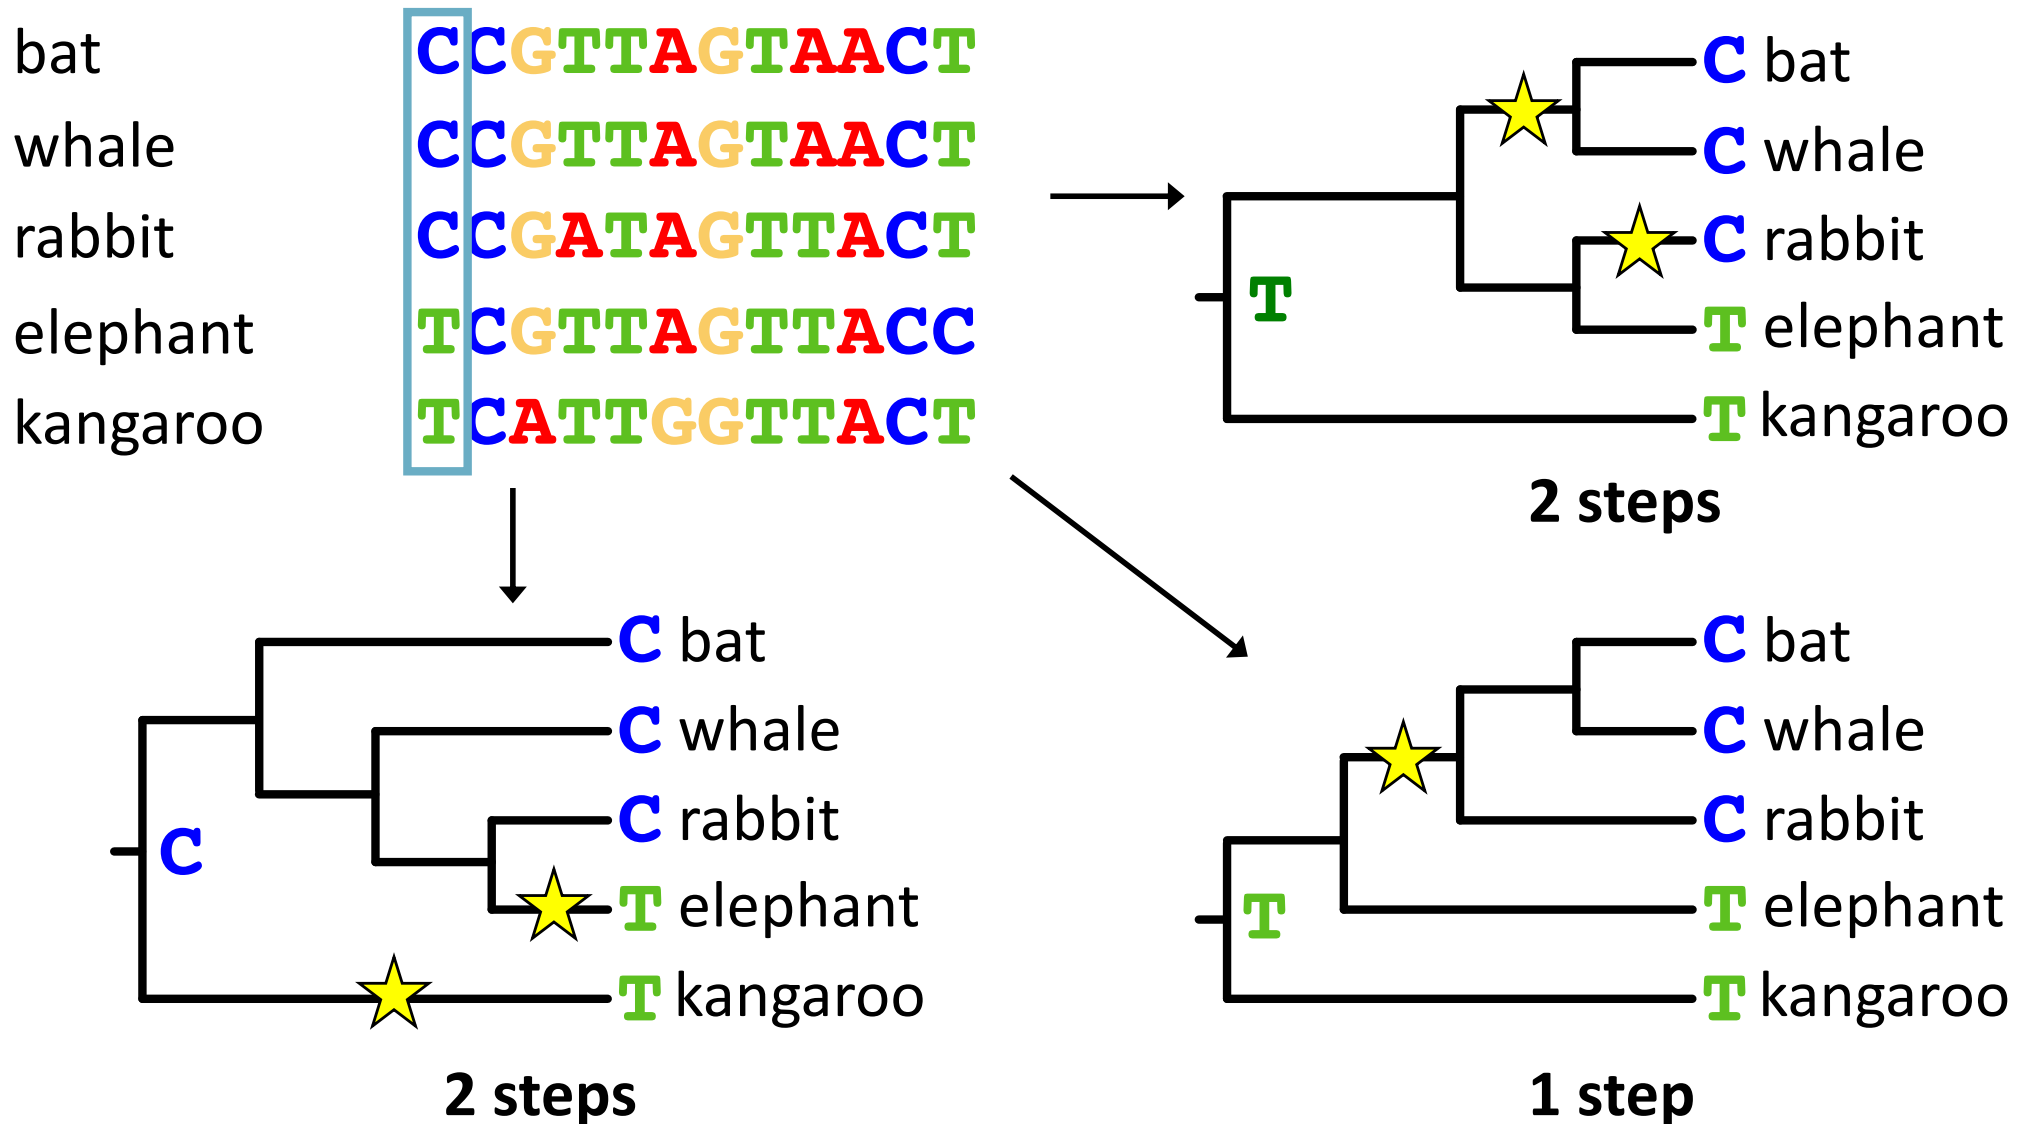 bat CCGTTAGTAACT
whale CCGTTAGTAACT
rabbit CCGATAGTTACT
elephant TCGTTAGTTACC
kangaroo TCATTGGTTACT
C bat
C whale
C rabbit
T
T elephant
T kangaroo
2 steps
C bat
C whale
C rabbit
C
T elephant
T kangaroo
2 steps
C bat
C whale
C rabbit
T
T elephant
T kangaroo
1 step